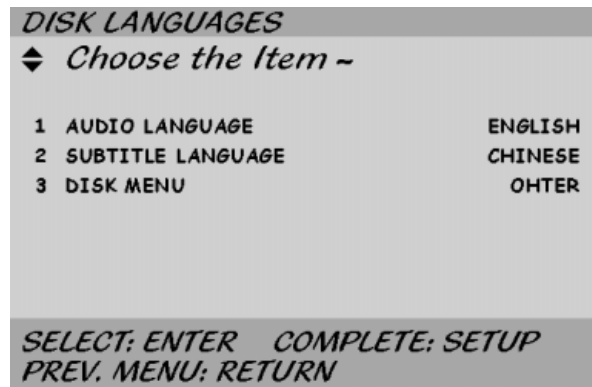 DISK LANGUAGES
Choose the Item ~
1 AUDIO LANGUAGE ENGLISH
2 SUBTITLE LANGUAGE CHINESE
3 DISK MENU OHTER
SELECT: ENTER COMPLETE: SETUP
PREV. MENU: RETURN